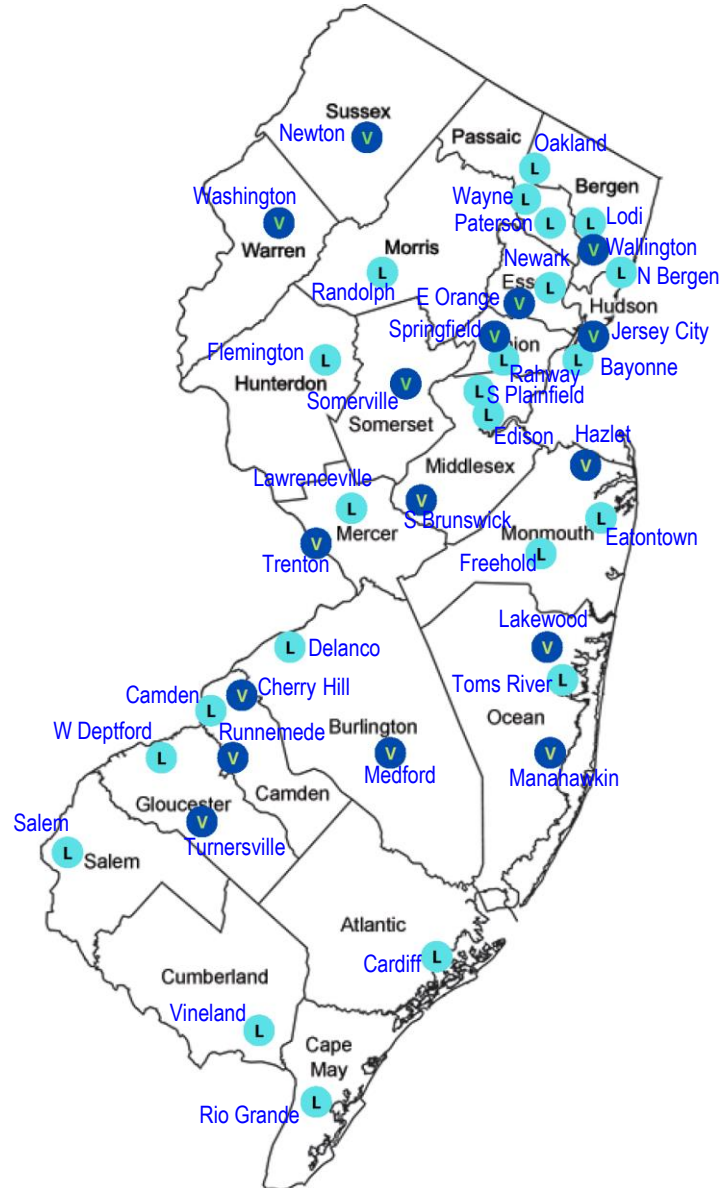 Sussex
Newton
V
Passaic
Oakland
L
Bergen
Washington
V
Warren
Wayne
L
Paterson
L
L
Lodi
V
Wallington
Morris
L
Randolph
Newark
Ess
L
L
N Bergen
E Orange
V
Hudson
Springfield
V
ion
V
Jersey City
Flemington
L
Hunterdon
L
Rahway
L
Bayonne
Somerville
V
Somerset
L
S Plainfield
L
Edison
Hazlet
V
Middlesex
Lawrenceville
L
Mercer
V
S Brunswick
Trenton
V
Monmouth
L
Eatontown
Freehold
L
Lakewood
V
L
Delanco
Toms River
L
Camden
L
V
Cherry Hill
W Deptford
L
Runnemede
V
Burlington
V
Medford
Ocean
V
Manahawkin
Gloucester
Camden
V
Turnersville
Salem
L
Salem
Atlantic
Cardiff
L
Cumberland
Vineland
L
Cape
May
L
Rio Grande